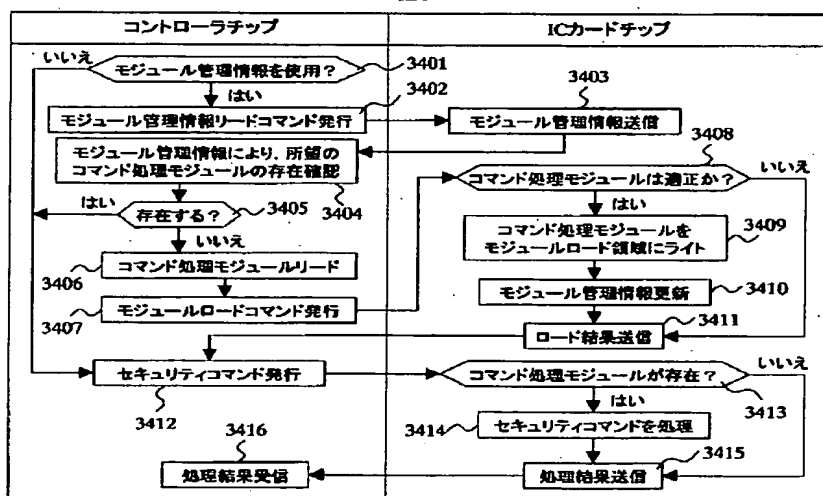 コントローラチップ
ICカードチップ
いいえ
モジュール管理情報を使用?
3401
はい
3402
3403
モジュール管理情報リードコマンド発行
モジュール管理情報送信
モジュール管理情報により、所望の
コマンド処理モジュールの存在確認
3404
3408
コマンド処理モジュールは適正か?
いいえ
はい
存在する?
3405
はい
いいえ
コマンド処理モジュールを
モジュールロード領域にライト
3409
3406
コマンド処理モジュールリード
3407
モジュールロードコマンド発行
モジュール管理情報更新
3410
3411
ロード結果送信
セキュリティコマンド発行
3412
コマンド処理モジュールが存在?
いいえ
3413
はい
3414
セキュリティコマンドを処理
3416
処理結果受信
3415
処理結果送信